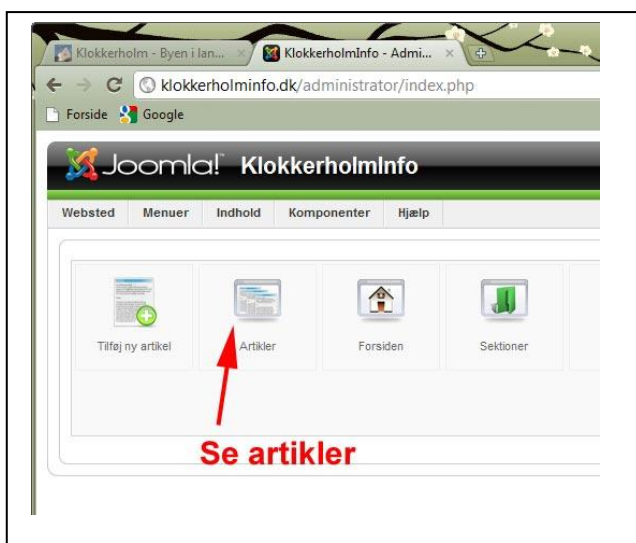 Klokkerholm - Byen i lan...
KlokkerholmInfo - Admi...
klokkerholminfo.dk/administrator/index.php
Forside Google
Joomla!™ KlokkerholmInfo
Websted Menuer Indhold Komponenter Hjælp
Tilføj ny artikel Artikler Forsiden Sektioner
Se artikler